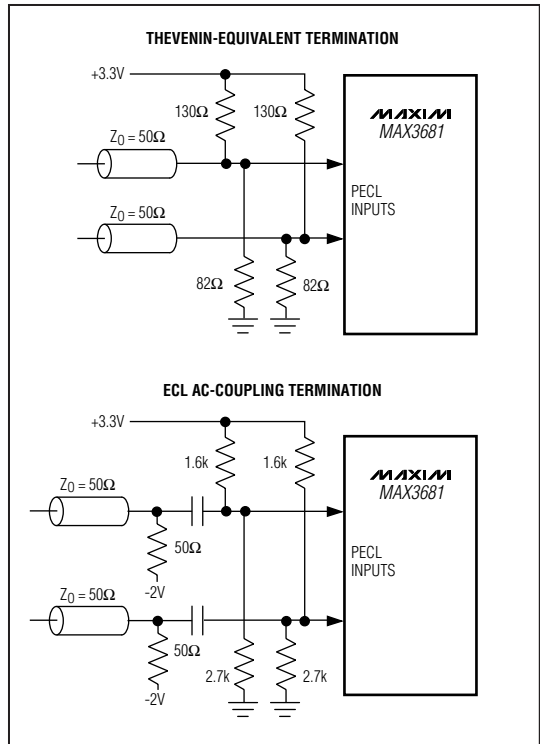 THEVENIN-EQUIVALENT TERMINATION
+3.3V
130Ω
130Ω
MAXIM
MAX3681
Z0 = 50Ω
PECL
INPUTS
Z0 = 50Ω
82Ω
82Ω
ECL AC-COUPLING TERMINATION
+3.3V
1.6k
1.6k
MAXIM
MAX3681
Z0 = 50Ω
50Ω
PECL
INPUTS
-2V
Z0 = 50Ω
50Ω
2.7k
2.7k
-2V